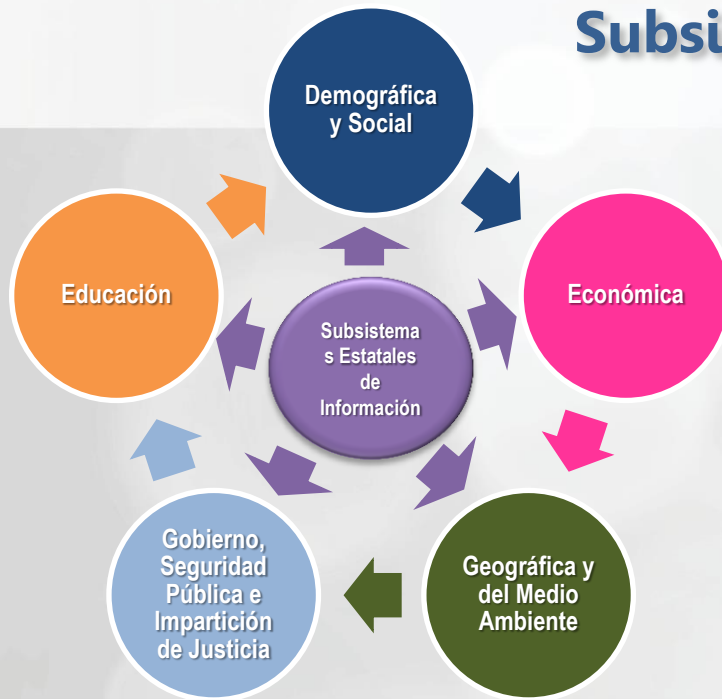 Subsi
Demográfica
y Social
Educación
Económica
Subsistema
s Estatales
de
Información
Gobierno,
Seguridad
Pública e
Impartición
de Justicia
Geográfica y
del Medio
Ambiente